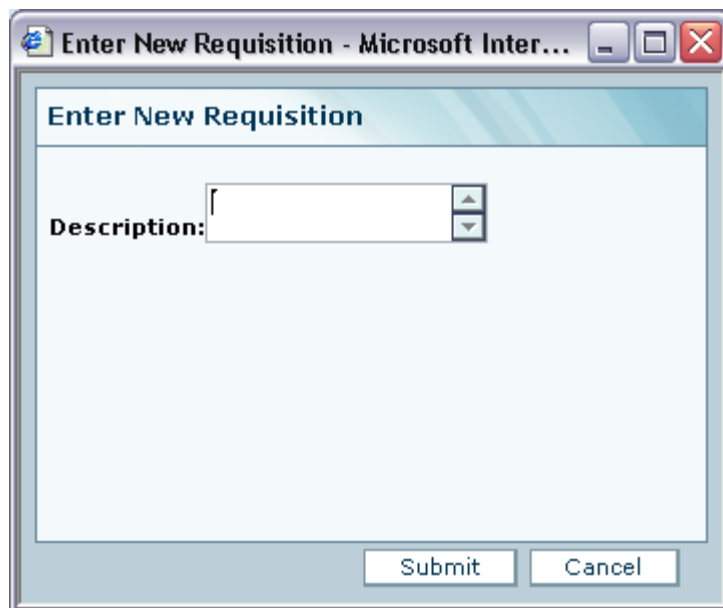 Enter New Requisition - Microsoft Inter...
Enter New Requisition
Description:
Submit Cancel